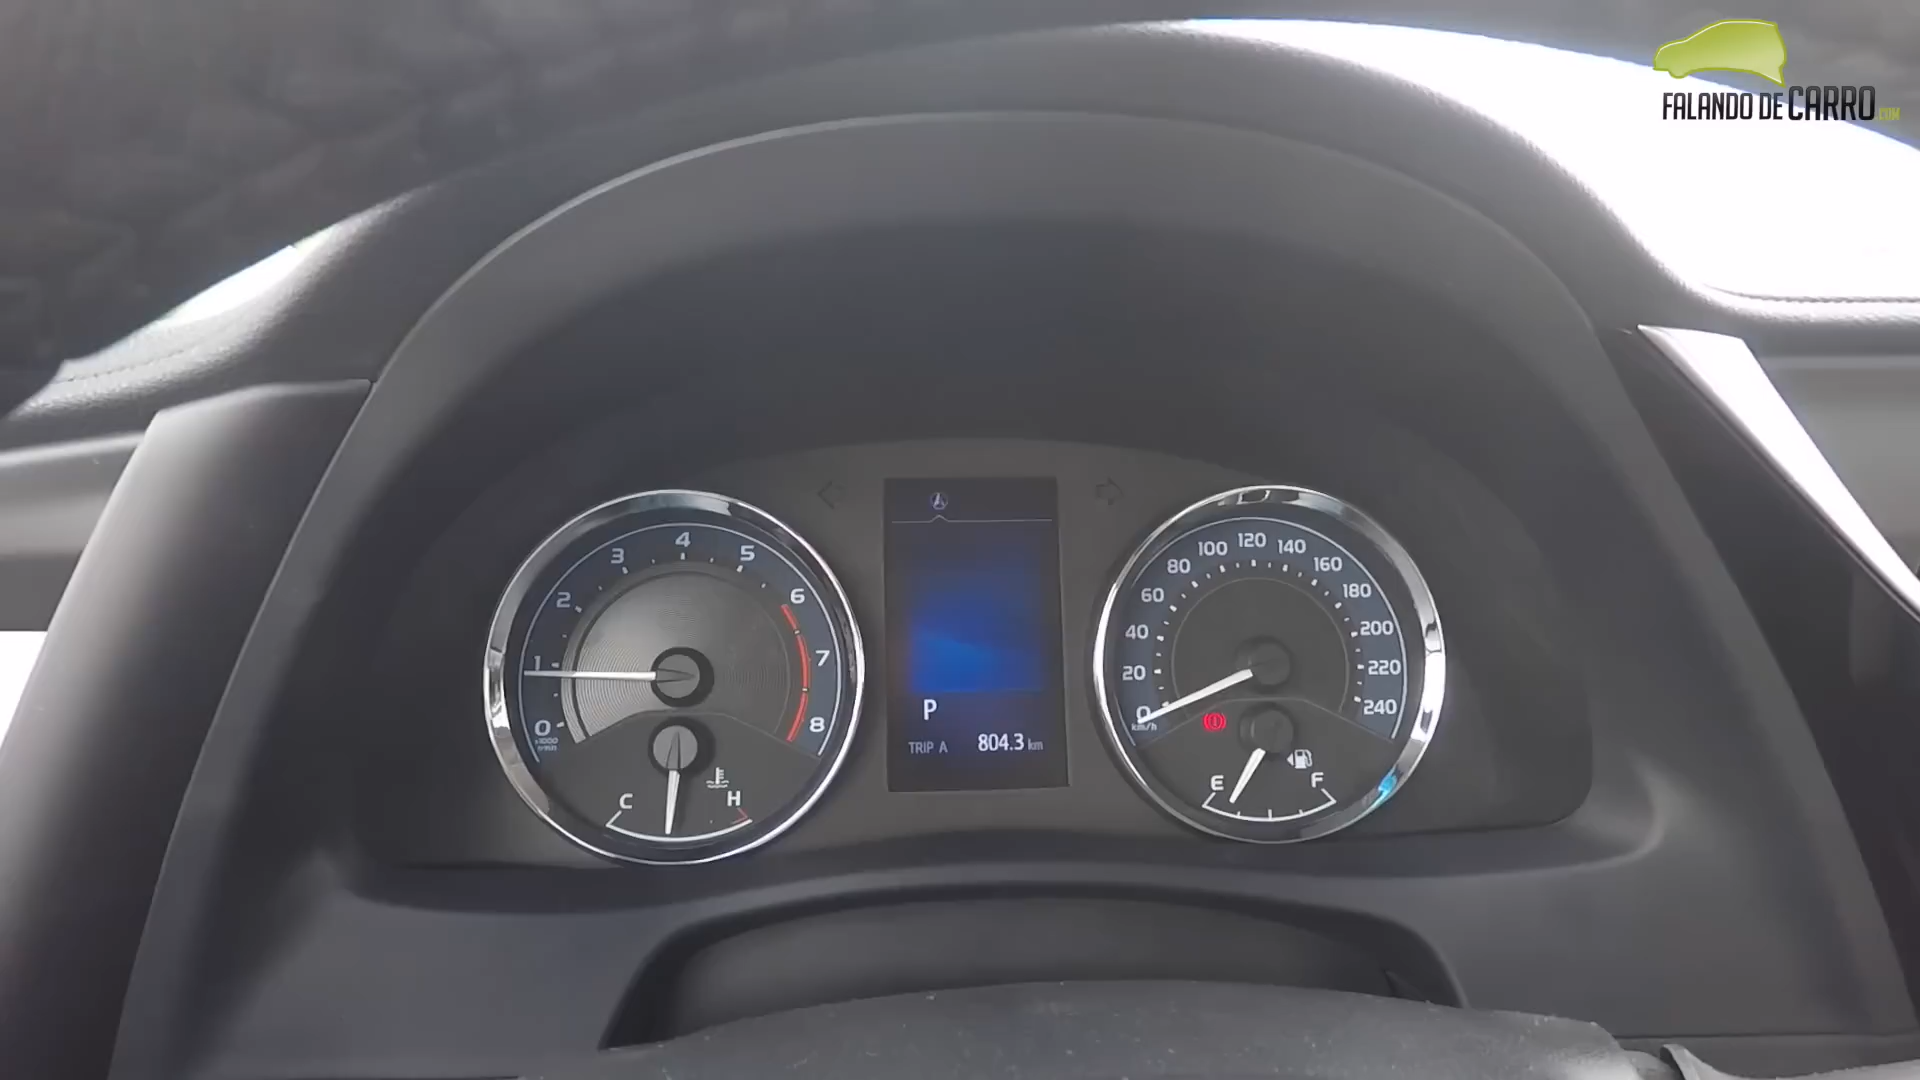 FALANDO DE CARRO.COM
0 1 2 3 4 5 6 7 8
x1000
r/min
C H
P
TRIP A 804.3 km
0 20 40 60 80 100 120 140 160 180 200 220 240
km/h
E F